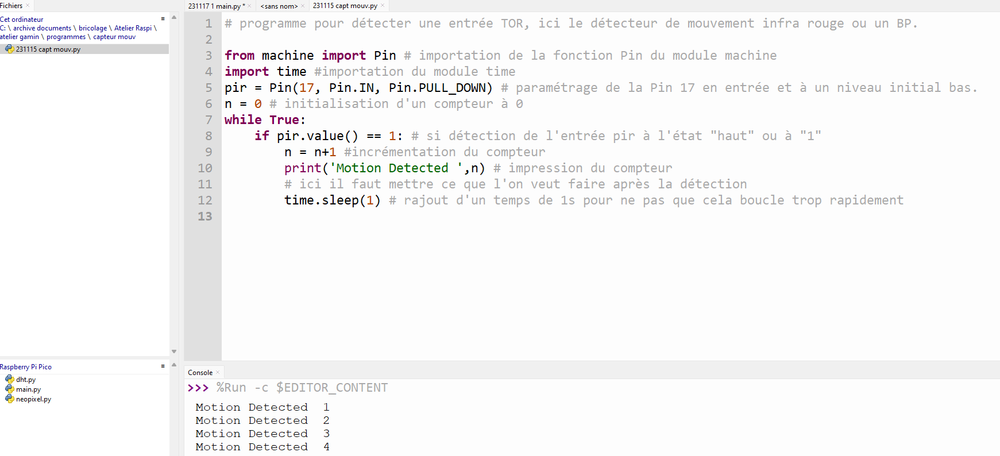 Fichiers
Cet ordinateur
C: \ archive documents \ bricolage \ Atelier Raspi \
atelier gamin \ programmes \ capteur mouv
231115 capt mouv.py
Raspberry Pi Pico
dht.py
main.py
neopixel.py
231117 1 main.py * <sans nom> 231115 capt mouv.py
1 # programme pour détecter une entrée TOR, ici le détecteur de mouvement infra rouge ou un BP.
2
3 from machine import Pin # importation de la fonction Pin du module machine
4 import time #importation du module time
5 pir = Pin(17, Pin.IN, Pin.PULL_DOWN) # paramétrage de la Pin 17 en entrée et à un niveau initial bas.
6 n = 0 # initialisation d'un compteur à 0
7 while True:
8     if pir.value() == 1: # si détection de l'entrée pir à l'état "haut" ou à "1"
9         n = n+1 #incrémentation du compteur
10         print('Motion Detected ',n) # impression du compteur
11         # ici il faut mettre ce que l'on veut faire après la détection
12         time.sleep(1) # rajout d'un temps de 1s pour ne pas que cela boucle trop rapidement
13
Console
>>> %Run -c $EDITOR_CONTENT
Motion Detected  1
Motion Detected  2
Motion Detected  3
Motion Detected  4